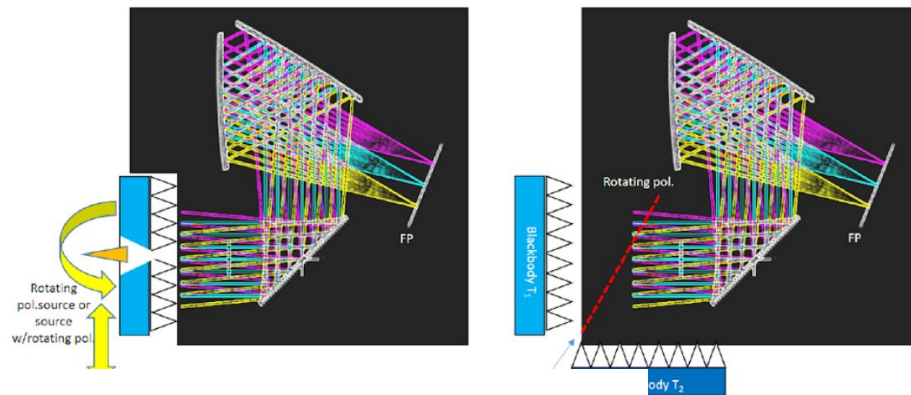 FP
Rotating
pol.source or
source
w/rotating pol.
Rotating pol.
FP
Blackbody T₁
ody T₂